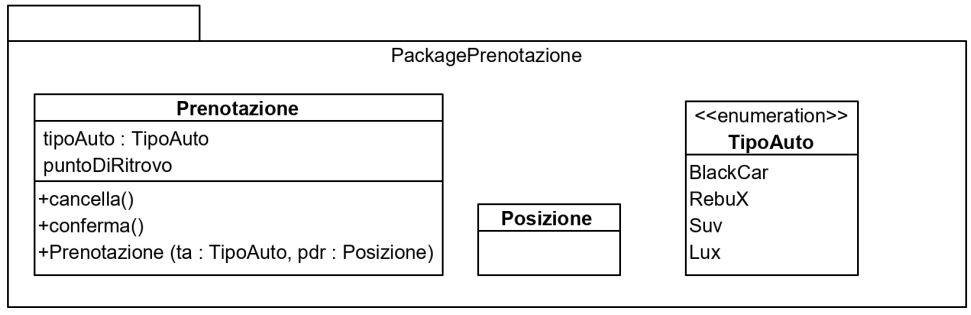 PackagePrenotazione
Prenotazione
tipoAuto : TipoAuto
puntoDiRitrovo
+cancella()
+conferma()
+Prenotazione (ta : TipoAuto, pdr : Posizione)
Posizione
<<enumeration>>
TipoAuto
BlackCar
RebuX
Suv
Lux